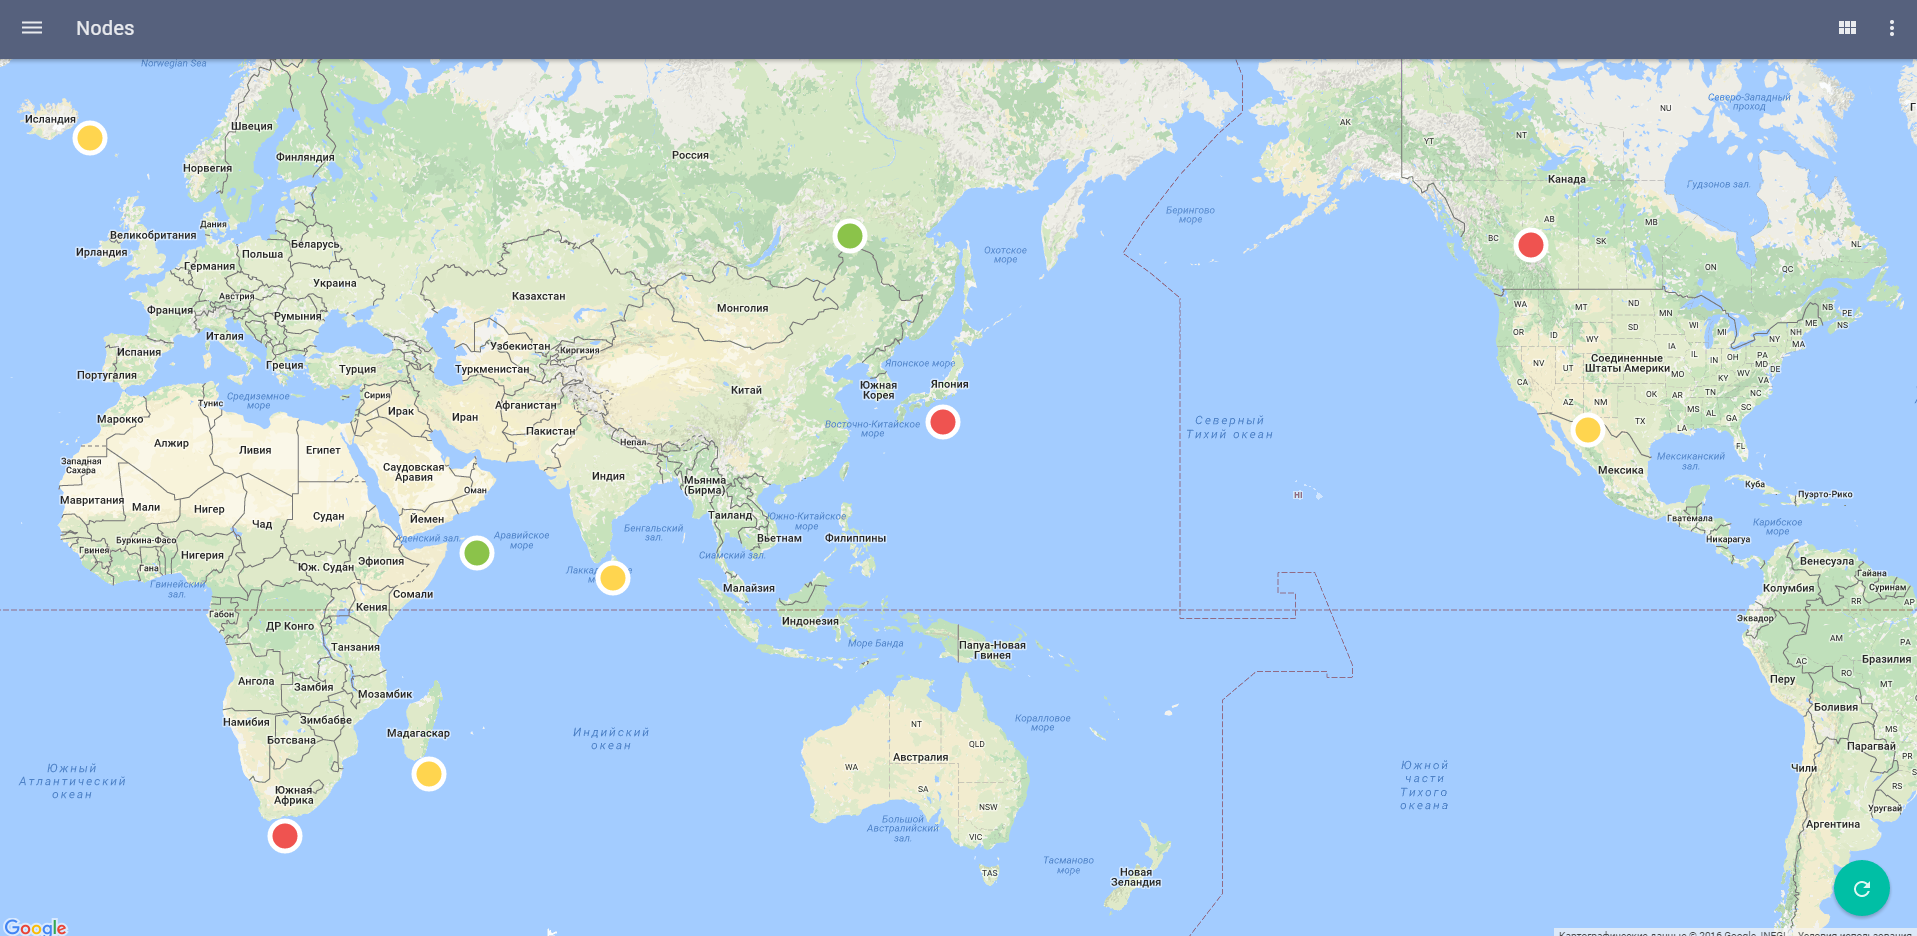 Nodes
Norwegian Sea
Исландия
Швеция
Финляндия
Норвегия
Россия
Великобритания
Дания
Ирландия
Беларусь
Польша
Германия
Украина
Австрия
Франция
Румыния
Италия
Испания
Греция
Португалия
Турция
Казахстан
Монголия
Узбекистан
Киргизия
Туркменистан
Китай
Средиземное
море
Тунис
Сирия
Марокко
Ирак
Иран
Афганистан
Пакистан
Непал
Алжир
Ливия
Египет
Западная
Сахара
Саудовская
Аравия
Оман
Индия
Мьянма
(Бирма)
Мавритания
Мали
Нигер
Чад
Судан
Йемен
Таиланд
Вьетнам
Филиппины
Южно-Китайское
море
Бенгальский
зал.
Аравийское
море
Сиамский зал.
Буркина-Фасо
Гвинея
Гана
Нигерия
Юж. Судан
Эфиопия
Гвинейский
зал.
Сомали
Габон
Кения
ДР Конго
Танзания
Малайзия
Индонезия
Море Банда
Папуа-Новая
Гвинея
Ангола
Замбия
Мозамбик
Намибия
Зимбабве
Ботсвана
Мадагаскар
Южная
Африка
Южный
Атлантический
океан
Индийский
океан
Японское море
Южная
Корея
Япония
Восточно-Китайское
море
Охотское
море
Берингово
море
Северный
Тихий океан
HI
Коралловое
море
Австралия
NT
QLD
WA
SA
NSW
VIC
TAS
Большой
Австралийский
зал.
Тасманово
море
Новая
Зеландия
Южной
части
Тихого
океана
AK
YT
NT
NU
Северо-Западный
проход
Канада
Гудзонов зал.
BC
AB
SK
MB
ON
QC
NL
NB
PE
NS
WA
MT
ND
MN
OR
ID
SD
WI
MI
ME
NH
MA
NY
WY
IA
NV
UT
Соединенные
Штаты Америки
IL
IN
OH
PA
MD
DE
MO
KY
WV
VA
CA
AZ
NM
OK
AR
TN
NC
SC
MS
AL
GA
TX
LA
FL
Мексика
Мексиканский
зал.
Куба
Пуэрто-Рико
Гватемала
Карибское
море
Никарагуа
Венесуэла
Гайана
Колумбия
Суринам
RR
AP
Эквадор
AM
PA
Бразилия
AC
RO
Перу
MT
Боливия
MS
Парагвай
PR
Чили
RS
Уругвай
Аргентина
Google
Картографические данные © 2016 Google, INEGI
Условия использования